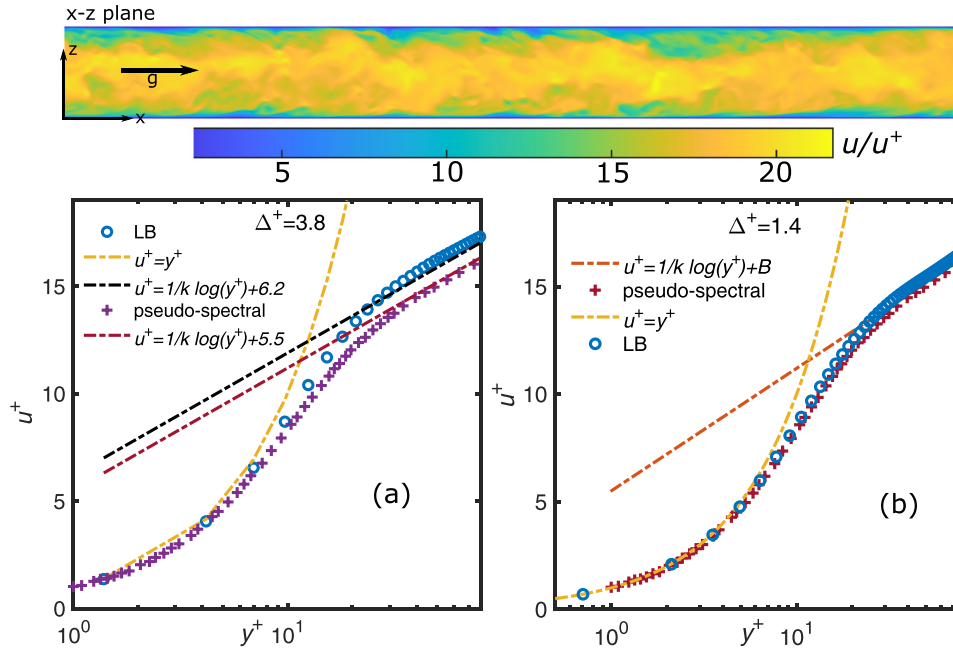 x-z plane
z
g
x
5 10 15 20
u/u⁺
Δ⁺=3.8
LB
u⁺=y⁺
u⁺=1/k log(y⁺)+6.2
pseudo-spectral
u⁺=1/k log(y⁺)+5.5
15
10
5
0
u⁺
(a)
10⁰ y⁺ 10¹
Δ⁺=1.4
u⁺=1/k log(y⁺)+B
pseudo-spectral
u⁺=y⁺
LB
15
10
5
0
u⁺
(b)
10⁰ y⁺ 10¹